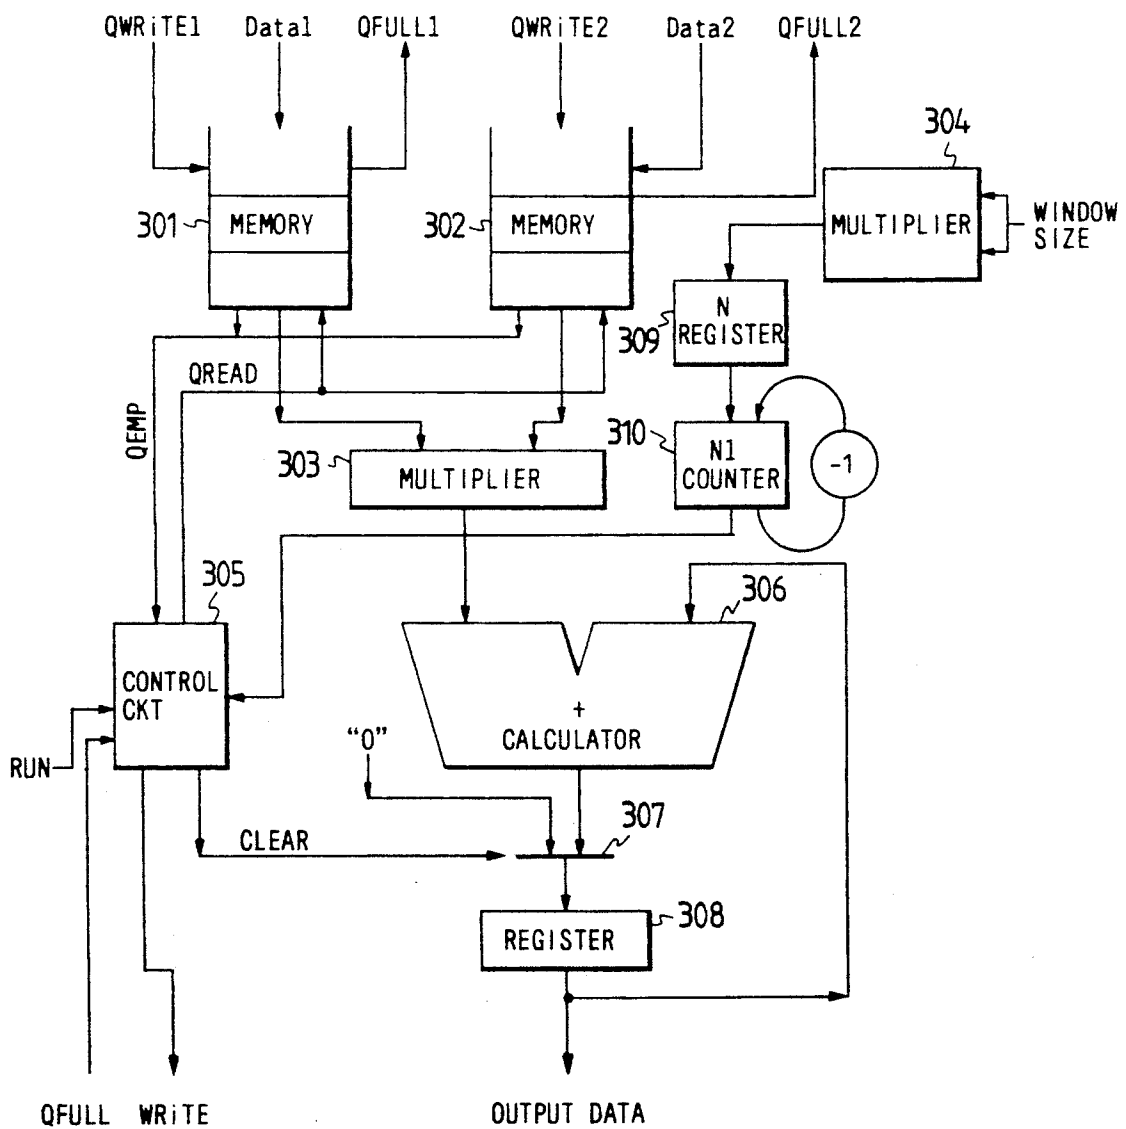 QWRiTE1 Data1 QFULL1 QWRiTE2 Data2 QFULL2
304
301 MEMORY 302 MEMORY MULTIPLIER WINDOW
SIZE
N
REGISTER
309
QREAD
QEMP
310 N1
COUNTER
-1
303 MULTIPLIER
305
306
CONTROL
CKT
+
CALCULATOR
"0"
RUN
307
CLEAR
308
REGISTER
QFULL WRiTE OUTPUT DATA